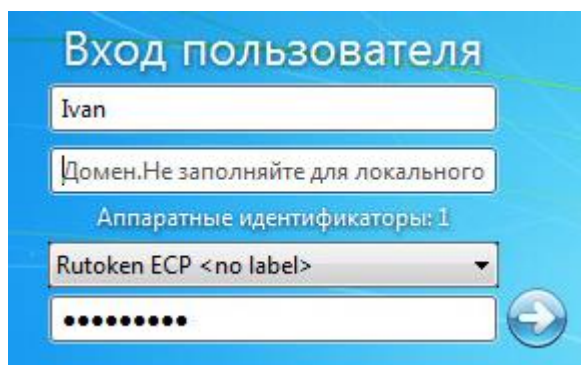 Вход пользователя
Ivan
Домен.Не заполняйте для локального
Аппаратные идентификаторы: 1
Rutoken ECP <no label>
●●●●●●●●●